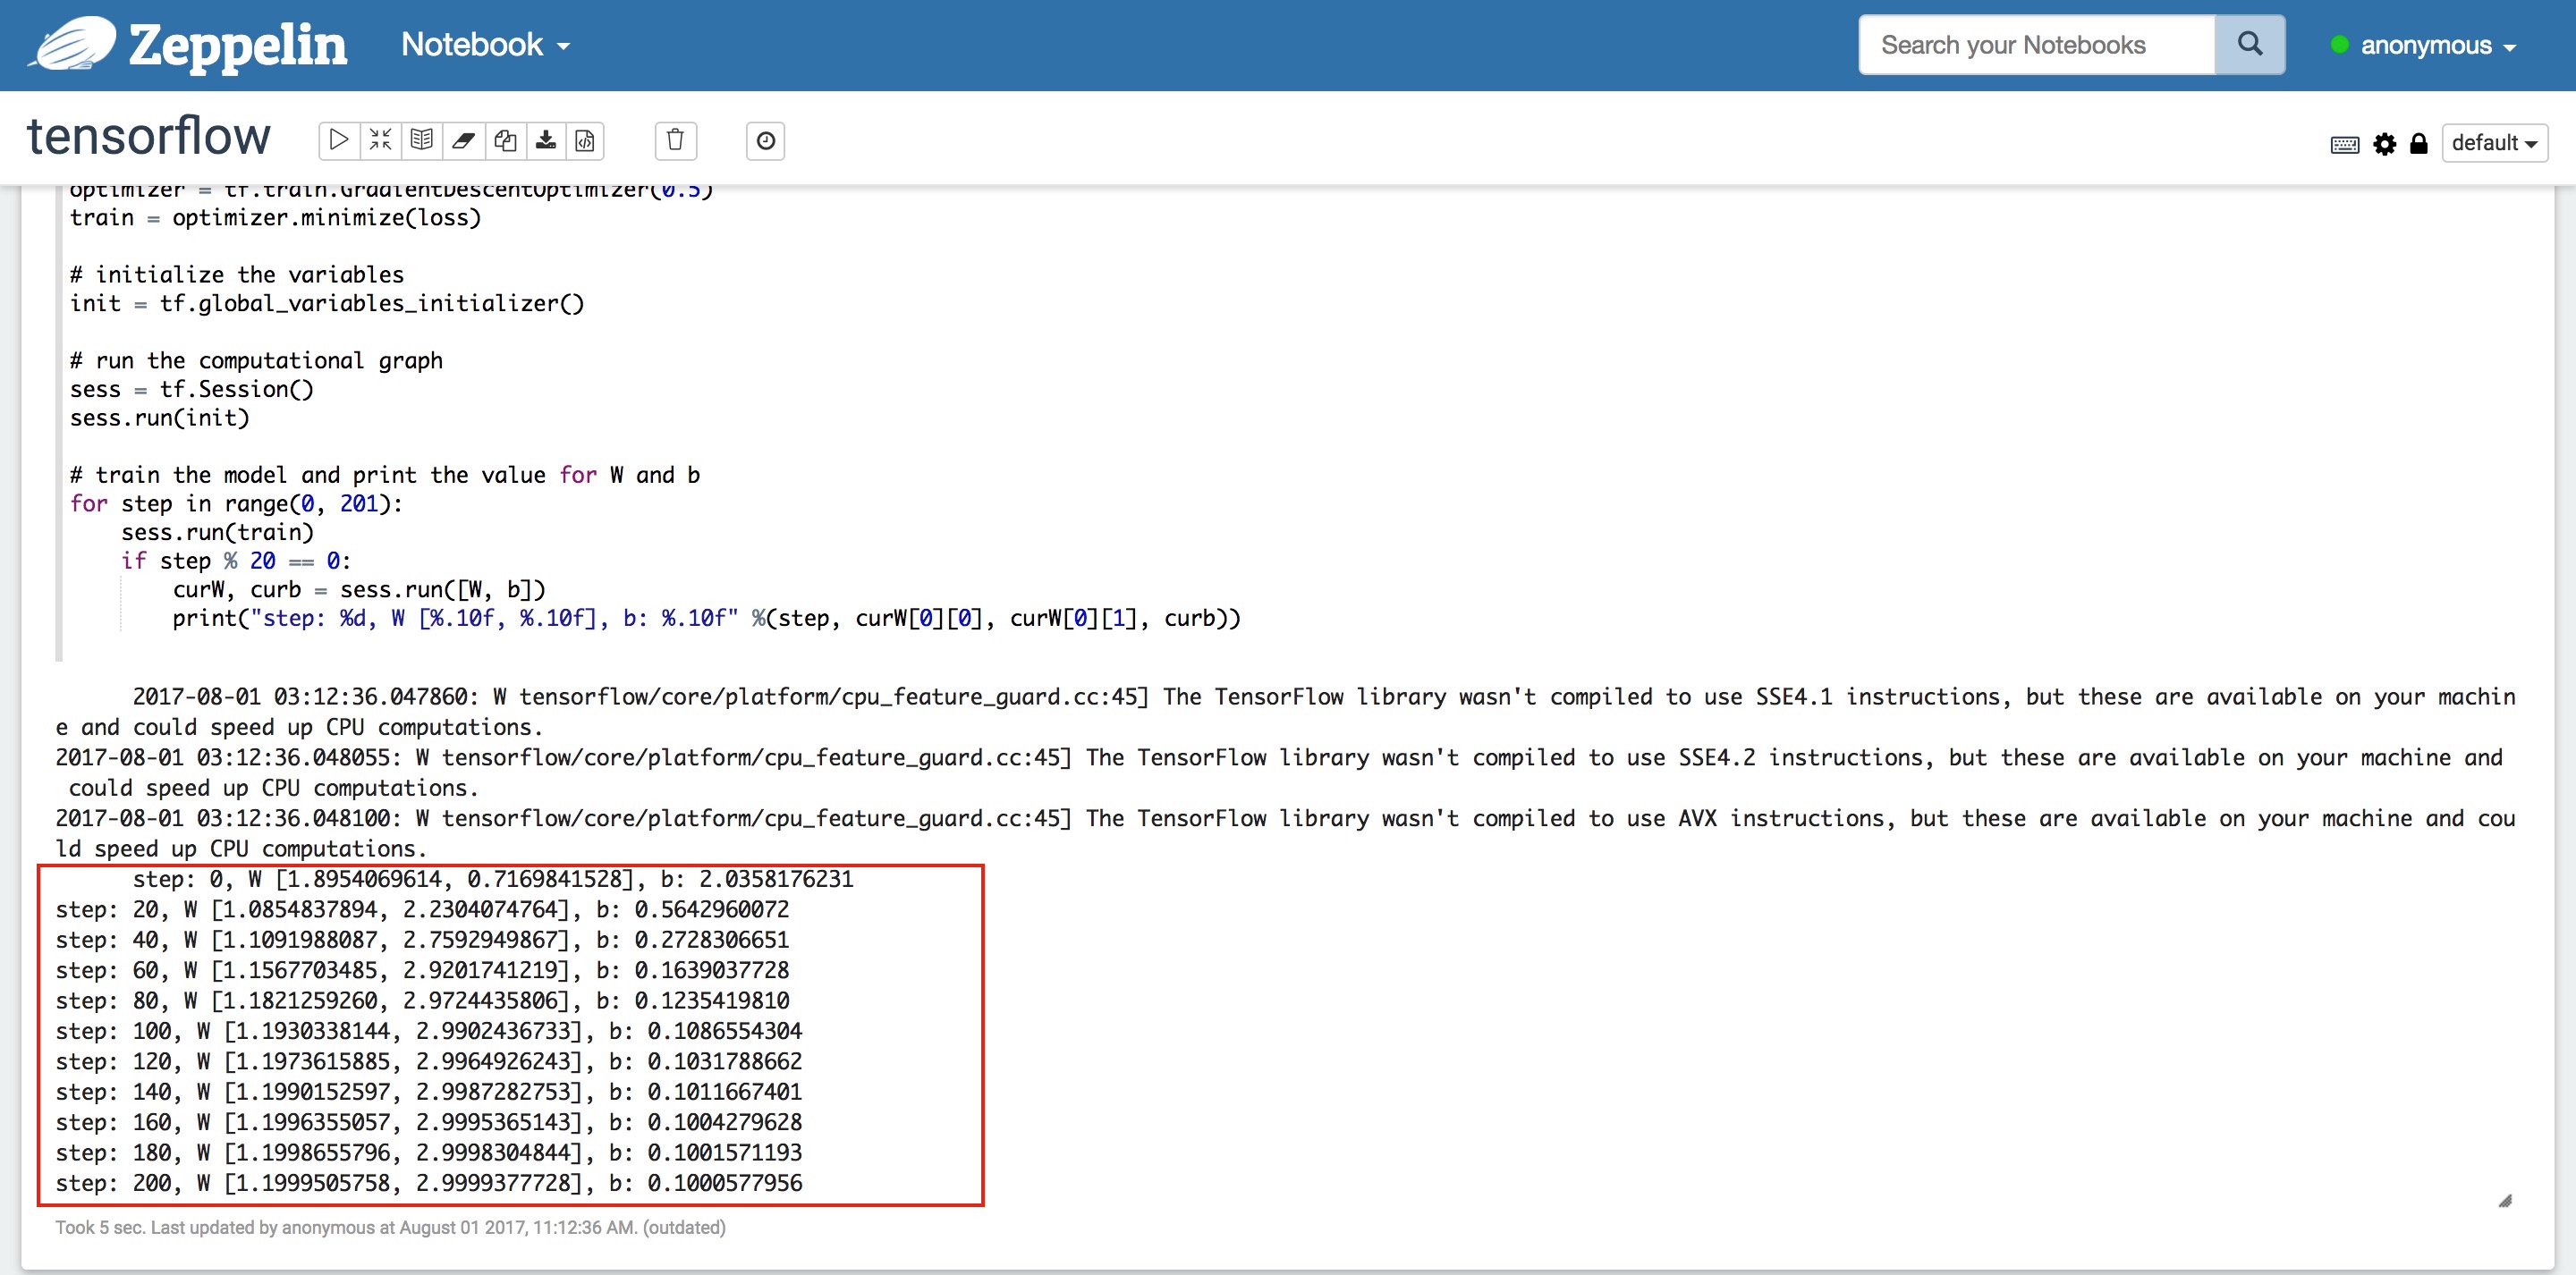 Zeppelin Notebook Search your Notebooks anonymous
tensorflow default
optimizer = tf.train.GradientDescentOptimizer(0.5)
train = optimizer.minimize(loss)
# initialize the variables
init = tf.global_variables_initializer()
# run the computational graph
sess = tf.Session()
sess.run(init)
# train the model and print the value for W and b
for step in range(0, 201):
    sess.run(train)
    if step % 20 == 0:
        curW, curb = sess.run([W, b])
        print("step: %d, W [%.10f, %.10f], b: %.10f" %(step, curW[0][0], curW[0][1], curb))
2017-08-01 03:12:36.047860: W tensorflow/core/platform/cpu_feature_guard.cc:45] The TensorFlow library wasn't compiled to use SSE4.1 instructions, but these are available on your machin
e and could speed up CPU computations.
2017-08-01 03:12:36.048055: W tensorflow/core/platform/cpu_feature_guard.cc:45] The TensorFlow library wasn't compiled to use SSE4.2 instructions, but these are available on your machine and
could speed up CPU computations.
2017-08-01 03:12:36.048100: W tensorflow/core/platform/cpu_feature_guard.cc:45] The TensorFlow library wasn't compiled to use AVX instructions, but these are available on your machine and cou
ld speed up CPU computations.
step: 0, W [1.8954069614, 0.7169841528], b: 2.0358176231
step: 20, W [1.0854837894, 2.2304074764], b: 0.5642960072
step: 40, W [1.1091988087, 2.7592949867], b: 0.2728306651
step: 60, W [1.1567703485, 2.9201741219], b: 0.1639037728
step: 80, W [1.1821259260, 2.9724435806], b: 0.1235419810
step: 100, W [1.1930338144, 2.9902436733], b: 0.1086554304
step: 120, W [1.1973615885, 2.9964926243], b: 0.1031788662
step: 140, W [1.1990152597, 2.9987282753], b: 0.1011667401
step: 160, W [1.1996355057, 2.9995365143], b: 0.1004279628
step: 180, W [1.1998655796, 2.9998304844], b: 0.1001571193
step: 200, W [1.1999505758, 2.9999377728], b: 0.1000577956
Took 5 sec. Last updated by anonymous at August 01 2017, 11:12:36 AM. (outdated)